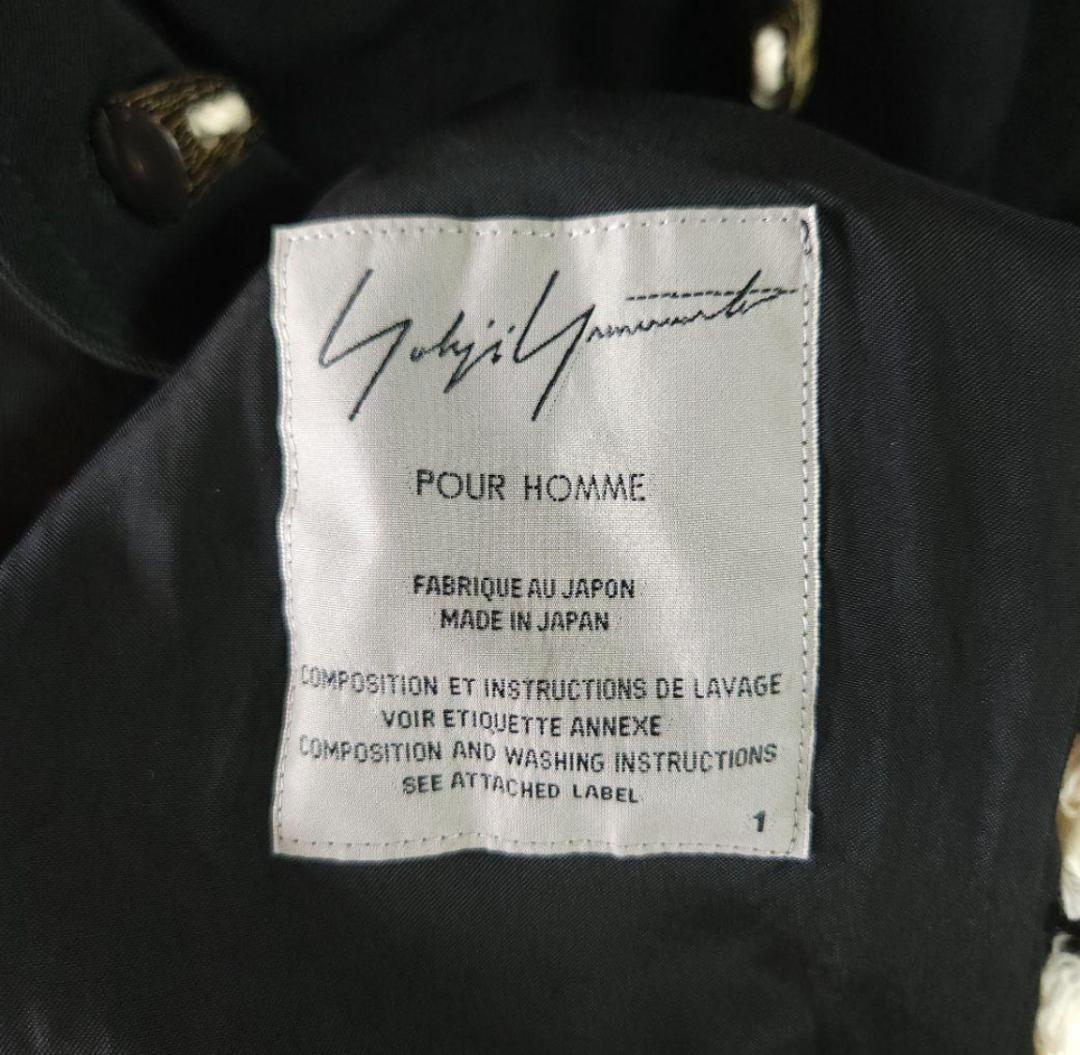 Yohji Yamamoto
POUR HOMME
FABRIQUE AU JAPON
MADE IN JAPAN
COMPOSITION ET INSTRUCTIONS DE LAVAGE
VOIR ETIQUETTE ANNEXE
COMPOSITION AND WASHING INSTRUCTIONS
SEE ATTACHED LABEL
1